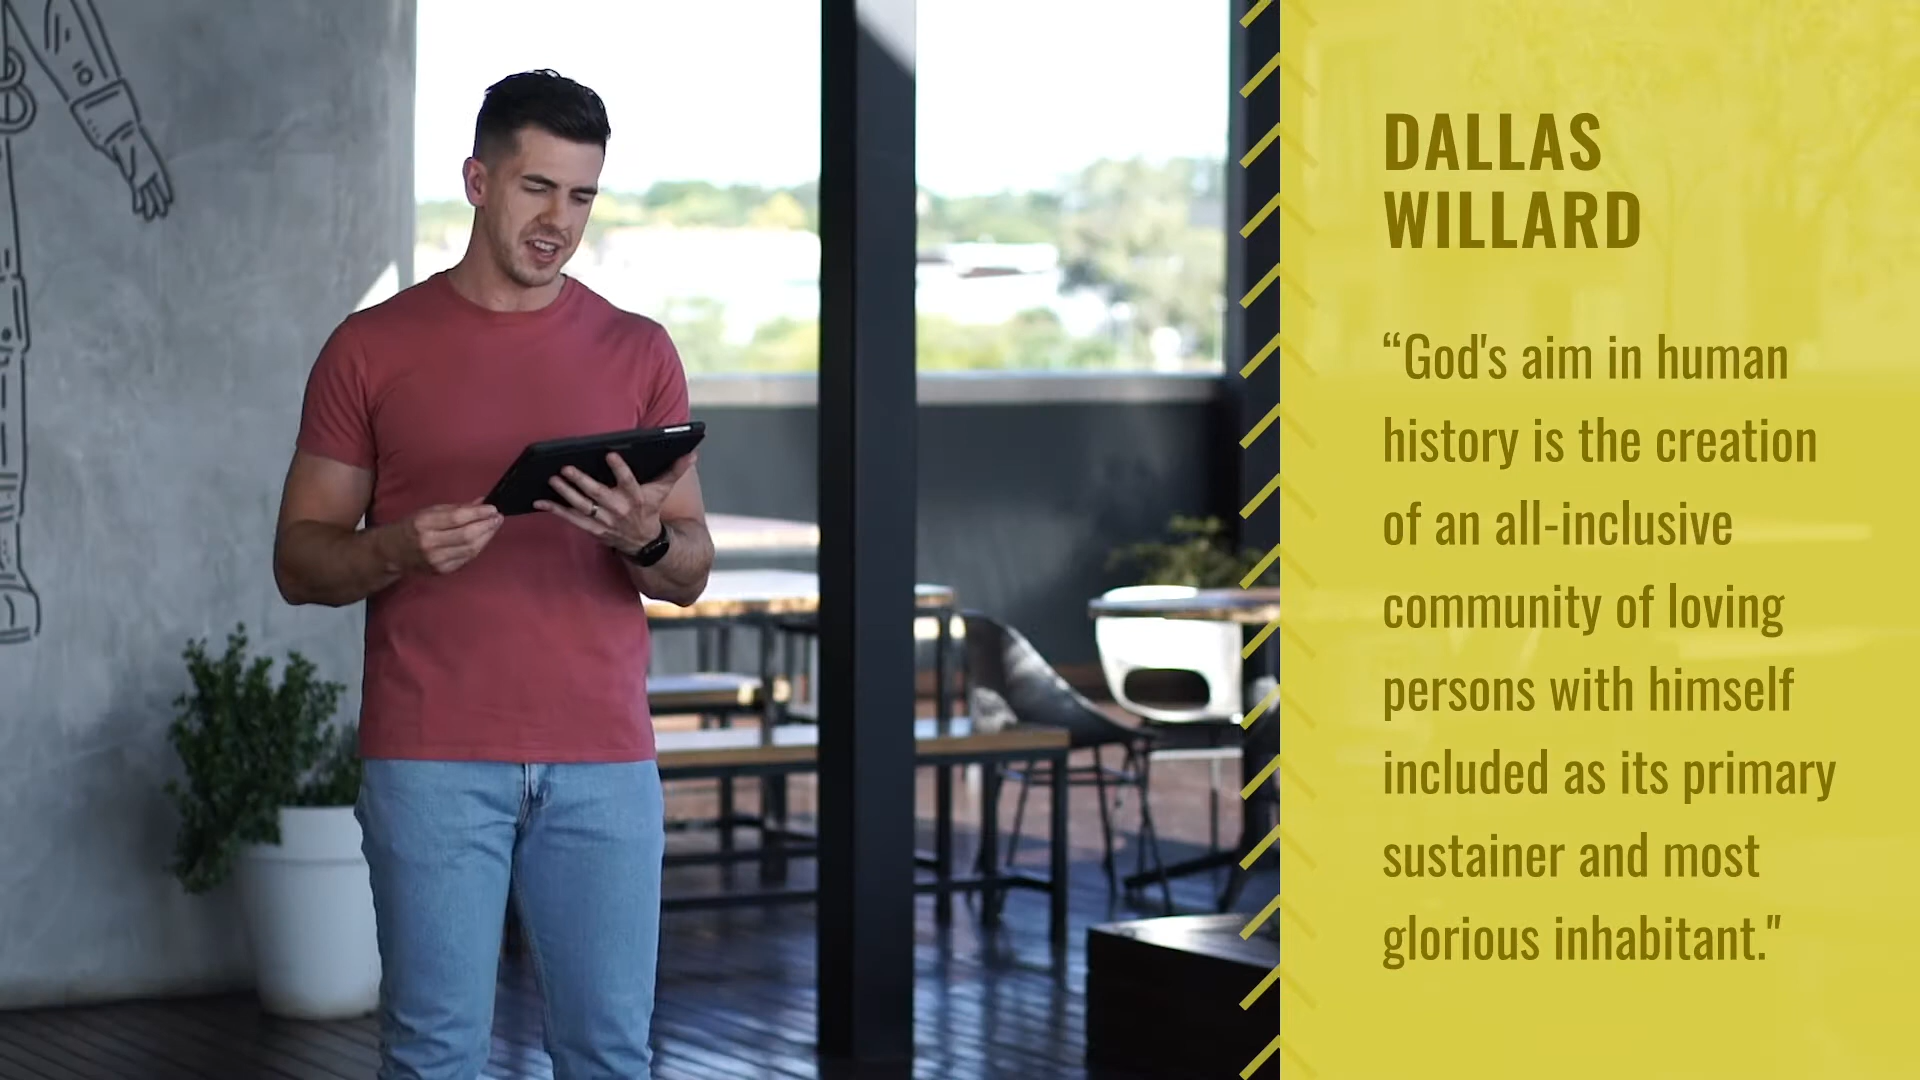 DALLAS
WILLARD
“God's aim in human
history is the creation
of an all-inclusive
community of loving
persons with himself
included as its primary
sustainer and most
glorious inhabitant."